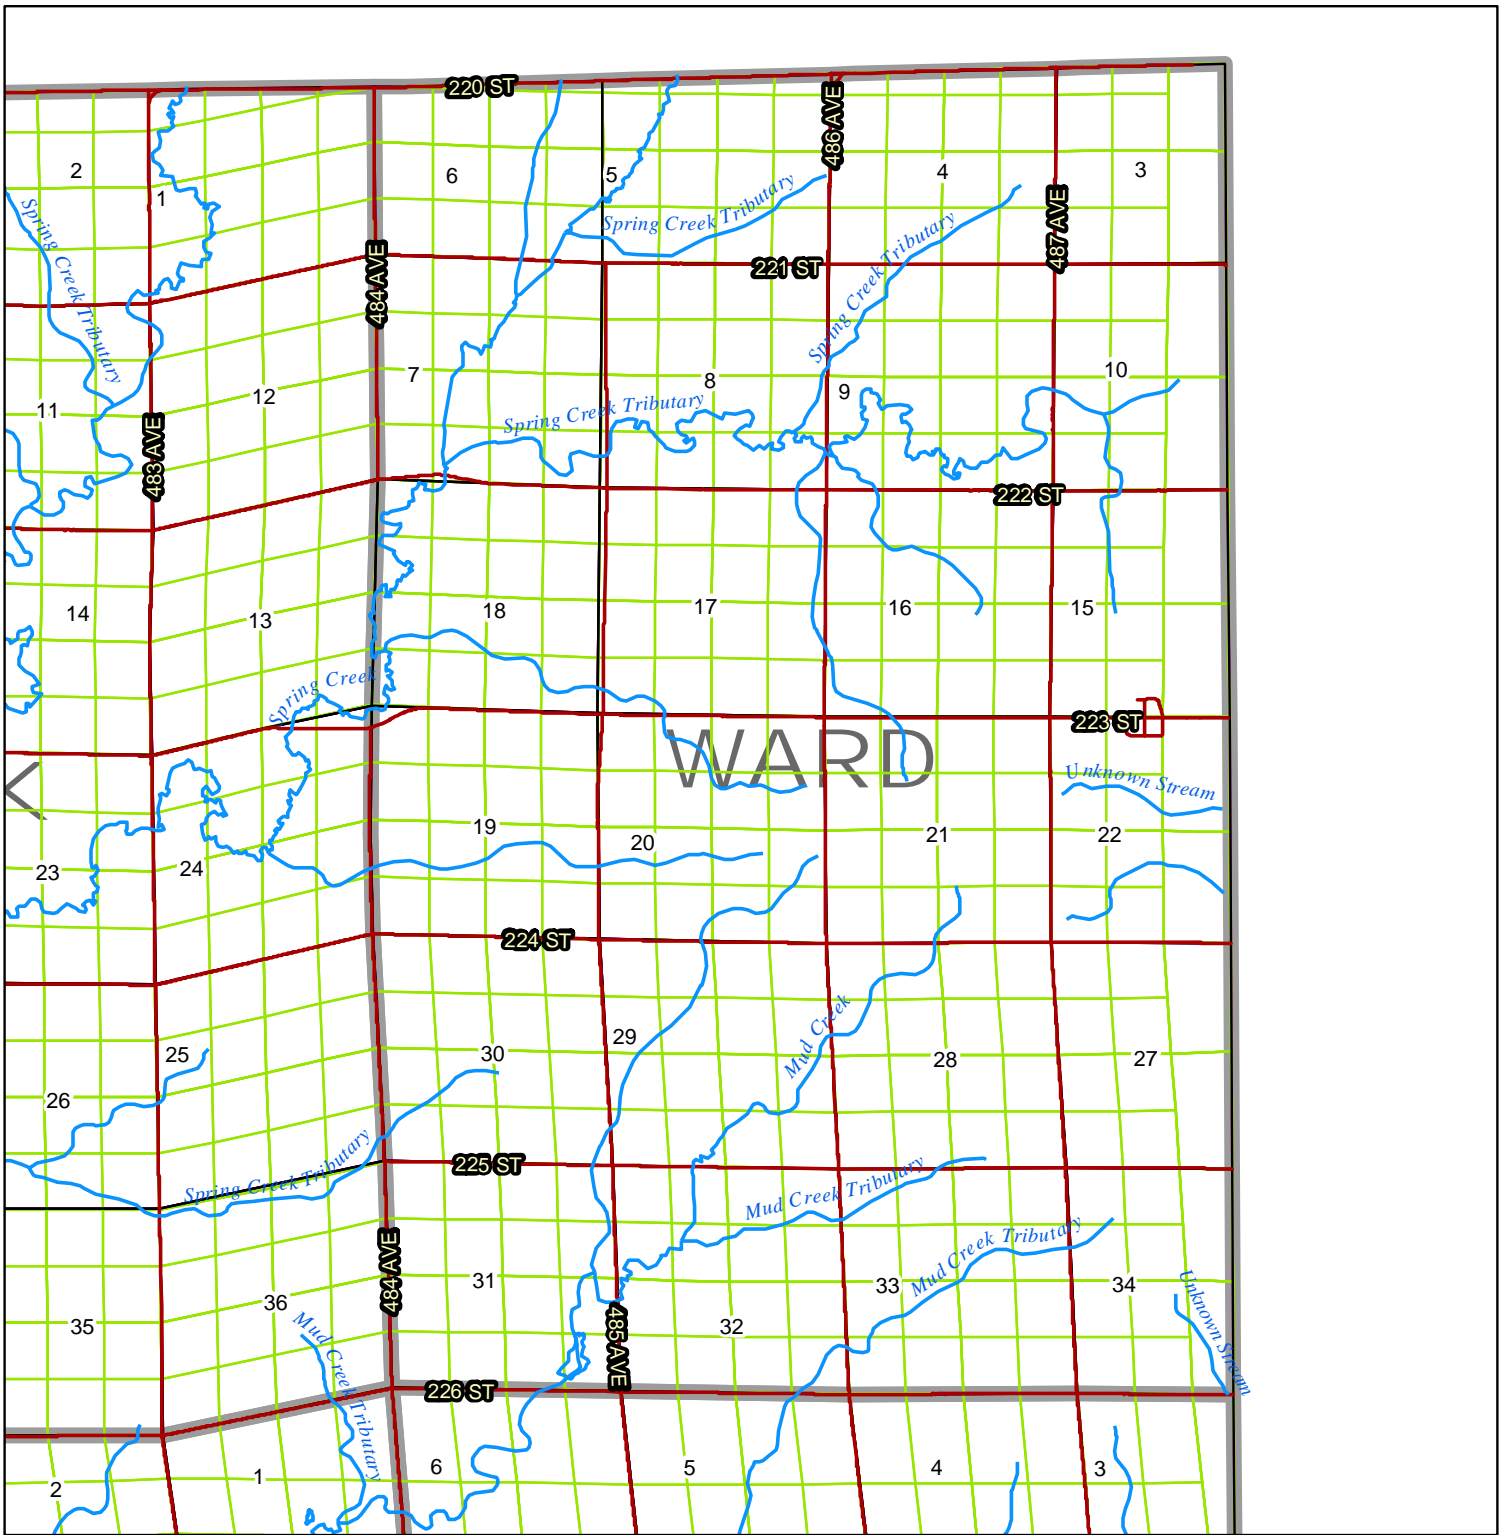 220 ST
486 AVE
2
1
6
5
4
3
Spring Creek Tributary
Spring Creek Tributary
487 AVE
Spring Creek Tributary
484 AVE
221 ST
11
12
7
8
9
10
Spring Creek Tributary
483 AVE
222 ST
14
13
18
17
16
15
Spring Creek
223 ST
K
WARD
Unknown Stream
23
24
19
20
21
22
224 ST
Mud Creek
26
25
30
29
28
27
Spring Creek Tributary
225 ST
Mud Creek Tributary
Mud Creek Tributary
484 AVE
35
36
31
32
33
34
Unknown Stream
Mud Creek Tributary
485 AVE
226 ST
2
1
6
5
4
3